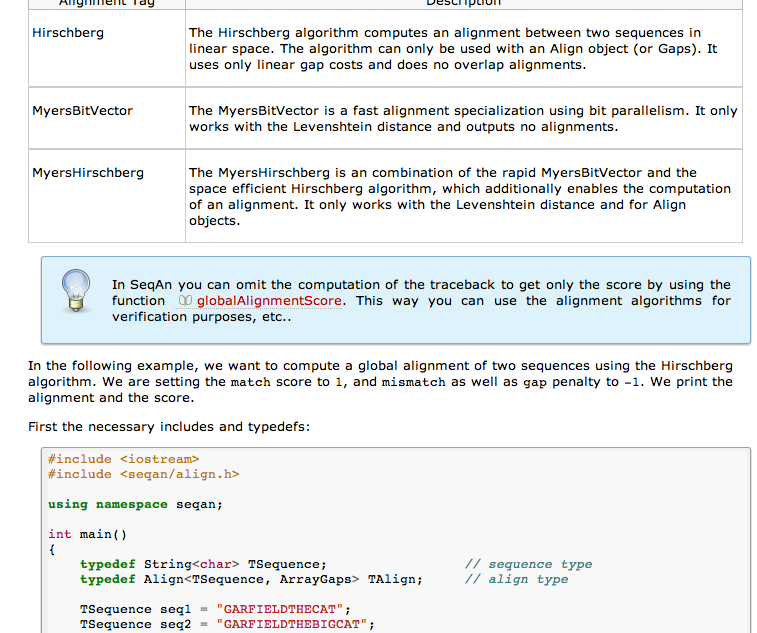 Alignment Tag Description
Hirschberg The Hirschberg algorithm computes an alignment between two sequences in
linear space. The algorithm can only be used with an Align object (or Gaps). It
uses only linear gap costs and does no overlap alignments.
MyersBitVector The MyersBitVector is a fast alignment specialization using bit parallelism. It only
works with the Levenshtein distance and outputs no alignments.
MyersHirschberg The MyersHirschberg is an combination of the rapid MyersBitVector and the
space efficient Hirschberg algorithm, which additionally enables the computation
of an alignment. It only works with the Levenshtein distance and for Align
objects.
In SeqAn you can omit the computation of the traceback to get only the score by using the
function globalAlignmentScore. This way you can use the alignment algorithms for
verification purposes, etc..
In the following example, we want to compute a global alignment of two sequences using the Hirschberg
algorithm. We are setting the match score to 1, and mismatch as well as gap penalty to -1. We print the
alignment and the score.
First the necessary includes and typedefs:
#include <iostream>
#include <seqan/align.h>
using namespace seqan;
int main()
{
typedef String<char> TSequence; // sequence type
typedef Align<TSequence, ArrayGaps> TAlign; // align type
TSequence seq1 = "GARFIELDTHECAT";
TSequence seq2 = "GARFIELDTHEBIGCAT";